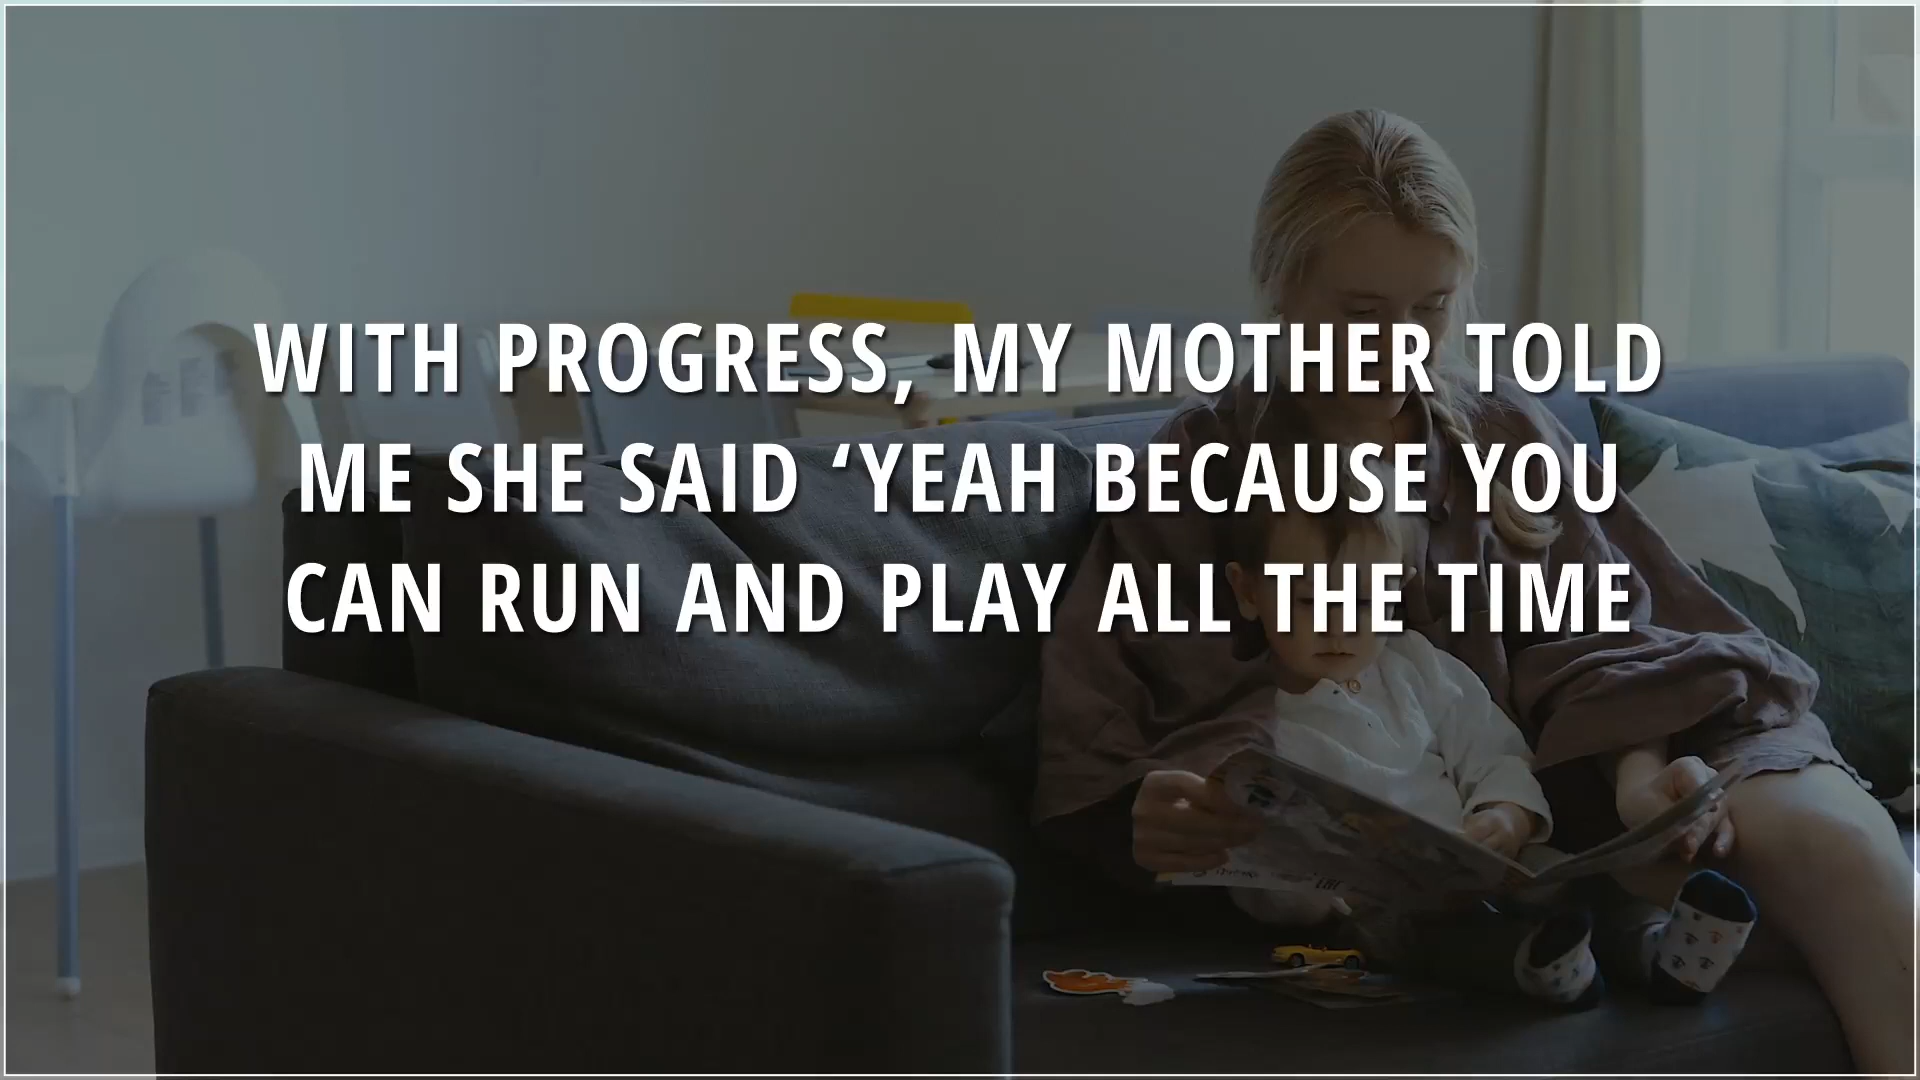 WITH PROGRESS, MY MOTHER TOLD
ME SHE SAID ‘YEAH BECAUSE YOU
CAN RUN AND PLAY ALL THE TIME